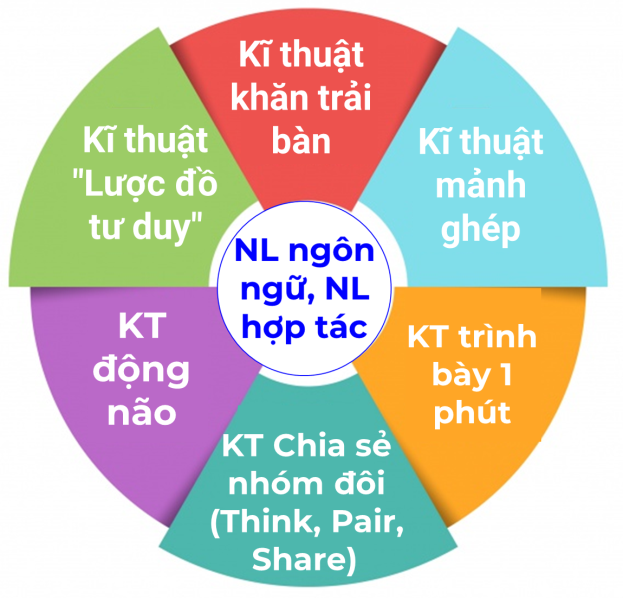 Kĩ thuật
khăn trải
bàn
Kĩ thuật
mảnh
ghép
KT trình
bày 1
phút
KT Chia sẻ
nhóm đôi
(Think, Pair,
Share)
KT
động
não
Kĩ thuật
"Lược đồ
tư duy"
NL ngôn
ngữ, NL
hợp tác